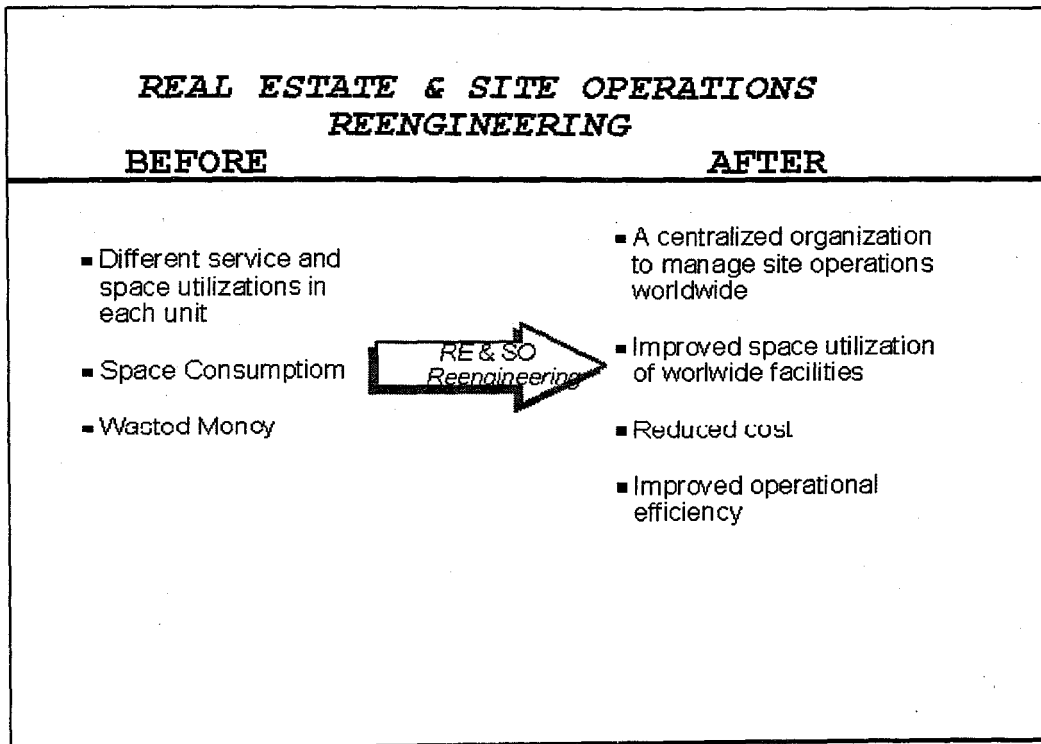 REAL ESTATE & SITE OPERATIONS
REENGINEERING
BEFORE
AFTER
▪ Different service and
space utilizations in
each unit
▪ Space Consumptiom
▪ Wasted Money
RE & SO
Reengineering
▪ A centralized organization
to manage site operations
worldwide
▪ Improved space utilization
of worlwide facilities
▪ Reduced cost
▪ Improved operational
efficiency